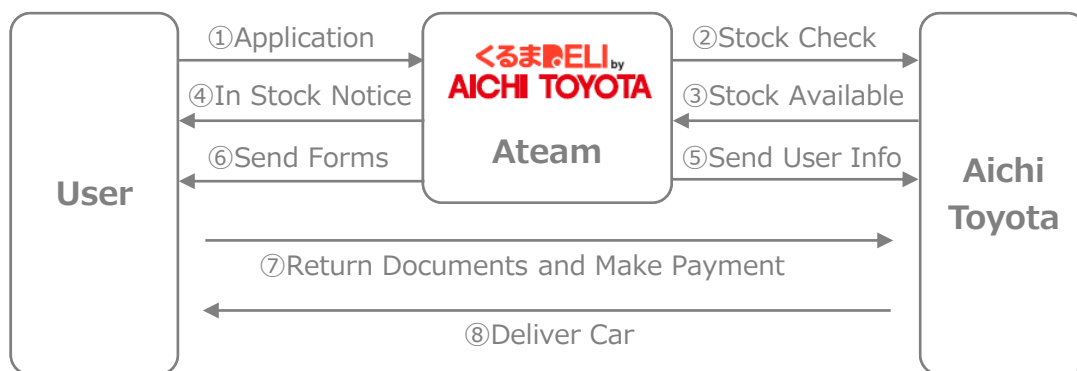 ①Application
②Stock Check
くるまDELI by
AICHI TOYOTA
④In Stock Notice
③Stock Available
Ateam
⑥Send Forms
⑤Send User Info
User
Aichi
Toyota
⑦Return Documents and Make Payment
⑧Deliver Car